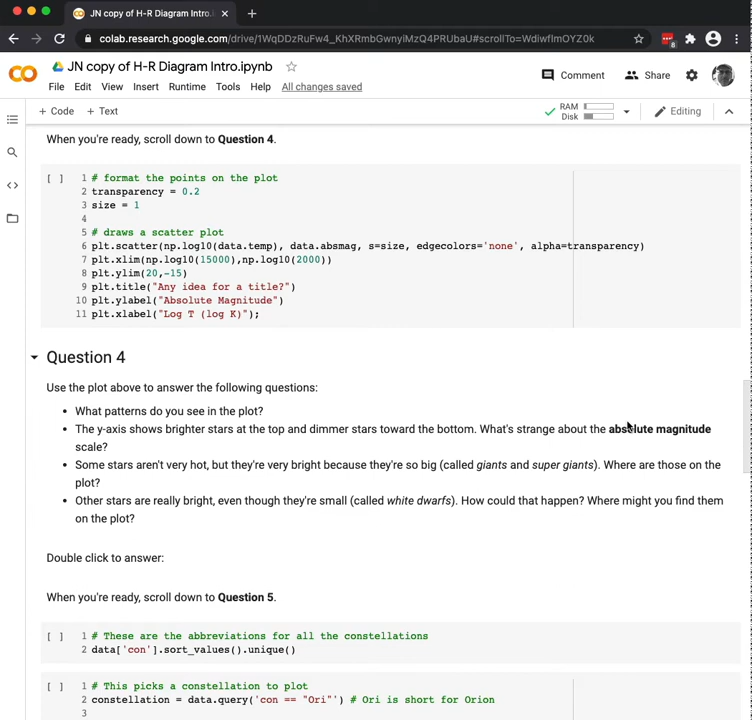 JN copy of H-R Diagram Intro.i
colab.research.google.com/drive/1WqDDzRuFw4_KhXRmbGwnyiMzQ4PRUbaU#scrollTo=WdiwflmOYZ0k
8
JN copy of H-R Diagram Intro.ipynb
Comment
Share
File Edit View Insert Runtime Tools Help All changes saved
+ Code + Text
RAM
Disk
Editing
When you're ready, scroll down to Question 4.
[ ] 1 # format the points on the plot
2 transparency = 0.2
3 size = 1
4
5 # draws a scatter plot
6 plt.scatter(np.log10(data.temp), data.absmag, s=size, edgecolors='none', alpha=transparency)
7 plt.xlim(np.log10(15000),np.log10(2000))
8 plt.ylim(20,-15)
9 plt.title("Any idea for a title?")
10 plt.ylabel("Absolute Magnitude")
11 plt.xlabel("Log T (log K)");
Question 4
Use the plot above to answer the following questions:
• What patterns do you see in the plot?
• The y-axis shows brighter stars at the top and dimmer stars toward the bottom. What's strange about the absolute magnitude
scale?
• Some stars aren't very hot, but they're very bright because they're so big (called giants and super giants). Where are those on the
plot?
• Other stars are really bright, even though they're small (called white dwarfs). How could that happen? Where might you find them
on the plot?
Double click to answer:
When you're ready, scroll down to Question 5.
[ ] 1 # These are the abbreviations for all the constellations
2 data['con'].sort_values().unique()
[ ] 1 # This picks a constellation to plot
2 constellation = data.query('con == "Ori"') # Ori is short for Orion
3